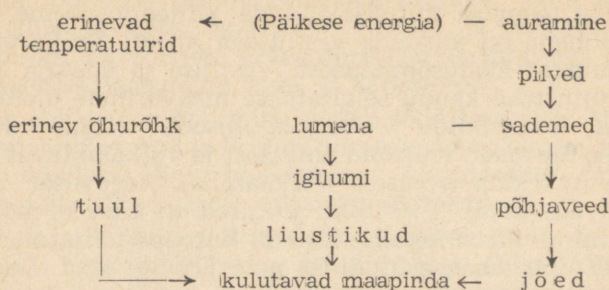 erinevad ← (Päikese energia) — auramine
temperatuurid
pilved
erinev õhurõhk lumena — sademed
igilumi
tuul põhjaveed
liustikud
kulutavad maapinda ← jõed